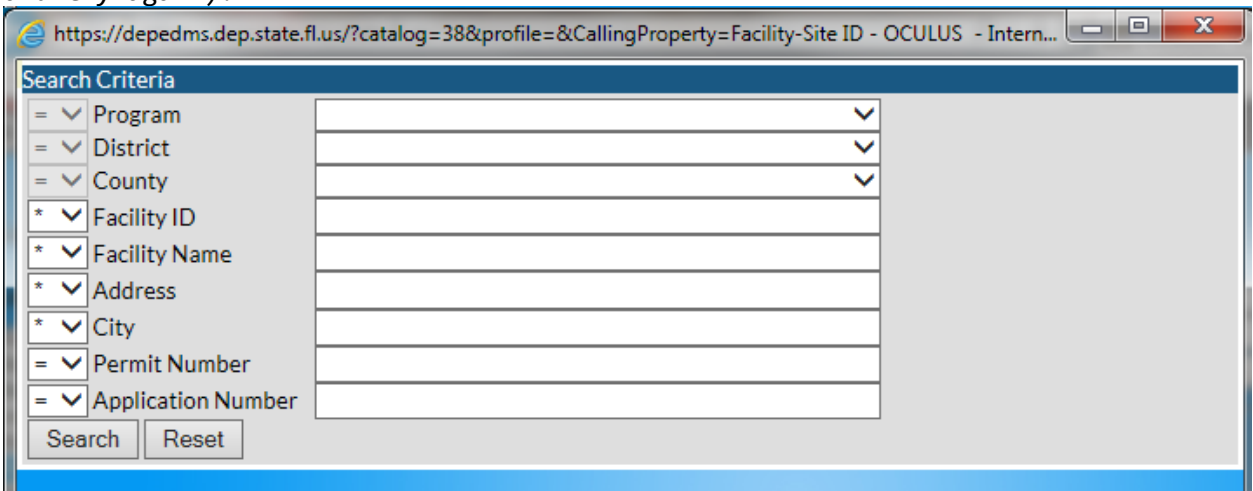 https://depedms.dep.state.fl.us/?catalog=38&profile=&CallingProperty=Facility-Site ID - OCULUS - Intern...
Search Criteria
= Program
= District
= County
* Facility ID
* Facility Name
* Address
* City
= Permit Number
= Application Number
Search Reset